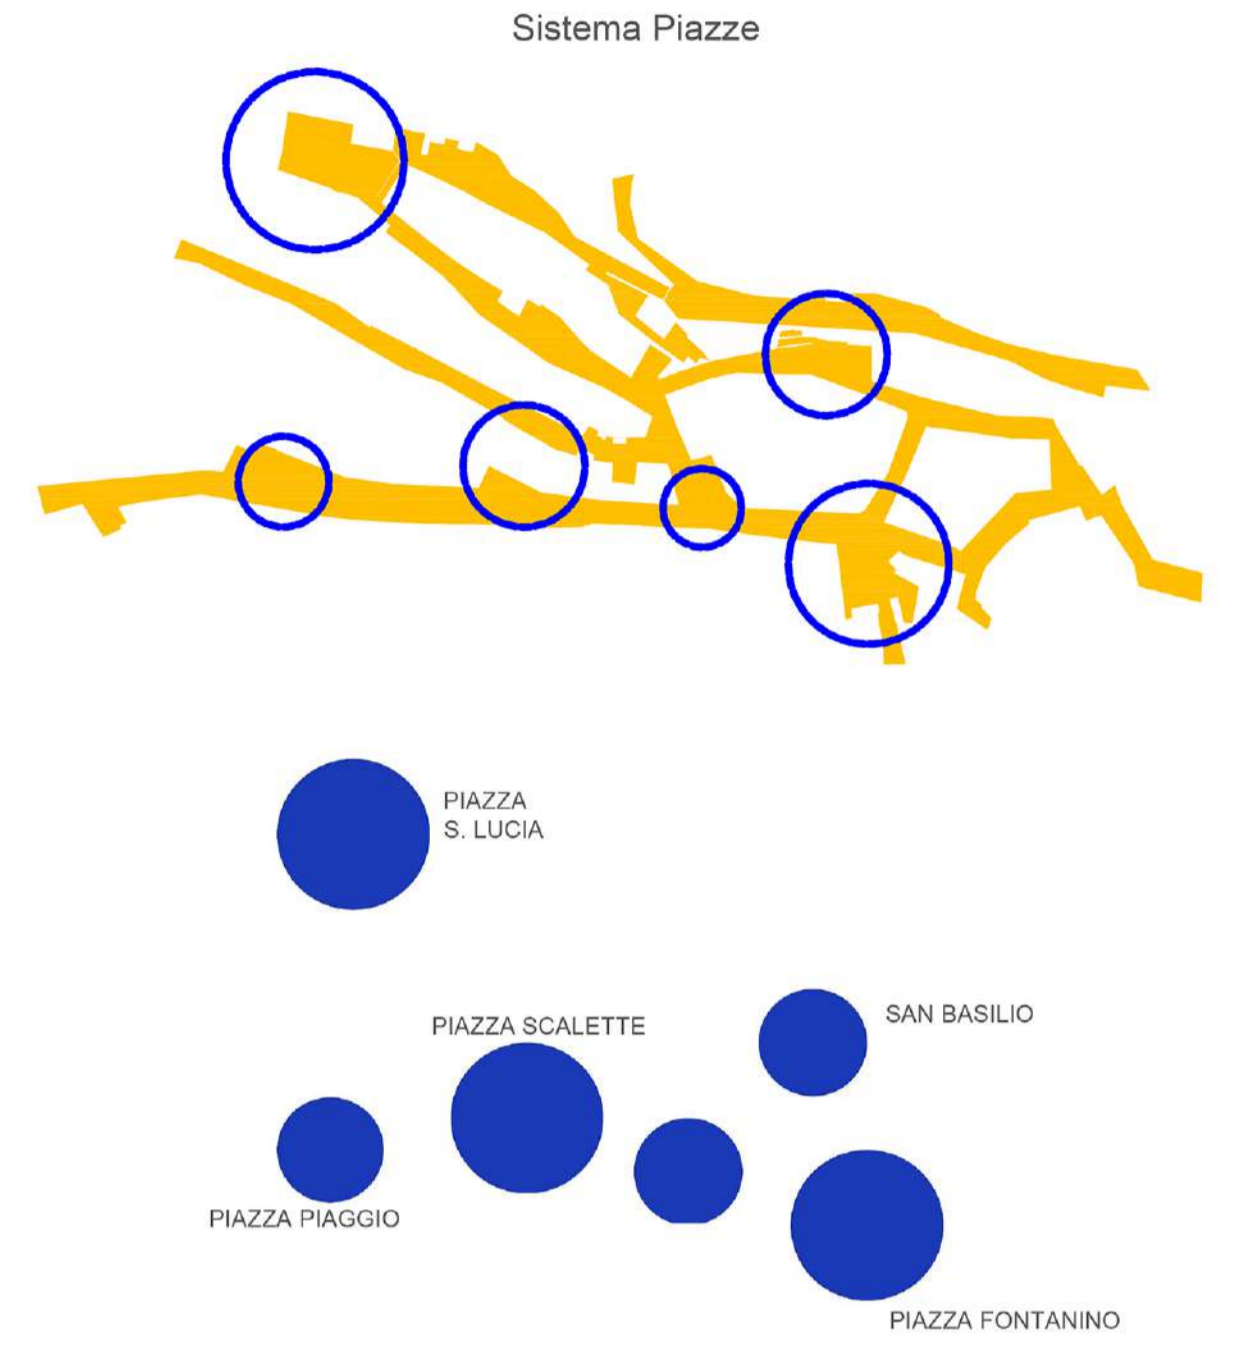 Sistema Piazze
PIAZZA
S. LUCIA
SAN BASILIO
PIAZZA SCALETTE
PIAZZA PIAGGIO
PIAZZA FONTANINO